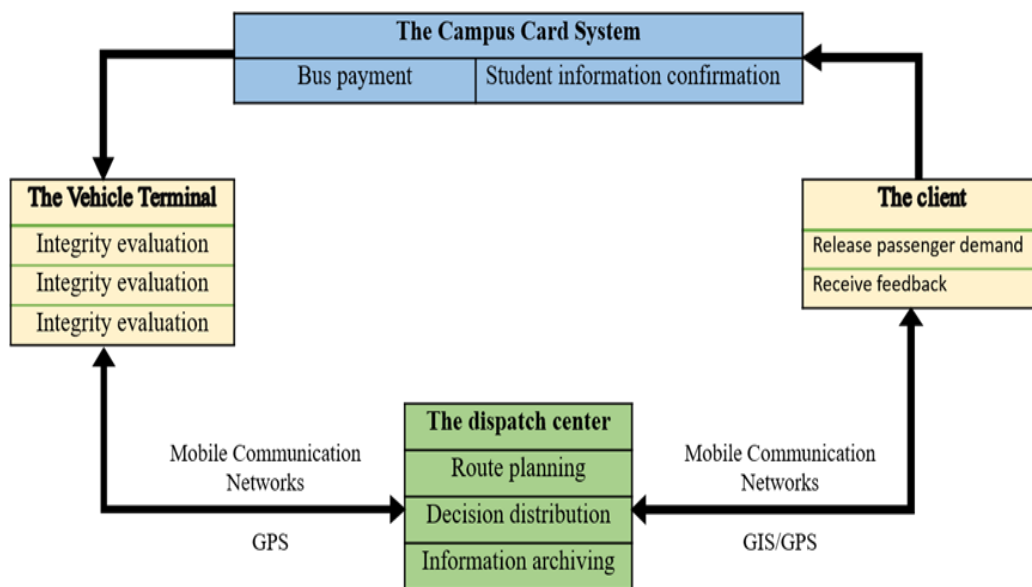 The Campus Card System
Bus payment
Student information confirmation
The Vehicle Terminal
Integrity evaluation
Integrity evaluation
Integrity evaluation
The client
Release passenger demand
Receive feedback
The dispatch center
Route planning
Decision distribution
Information archiving
Mobile Communication
Networks
GPS
Mobile Communication
Networks
GIS/GPS